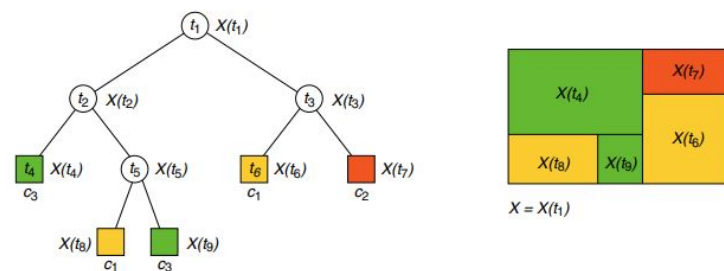 t1 X(t1)
t2 X(t2) t3 X(t3)
t4 X(t4) t5 X(t5) t6 X(t6) X(t7)
c3 c1 c2
X(t8) X(t9)
c1 c3
X(t7)
X(t4)
X(t6)
X(t8) X(t9)
X = X(t1)